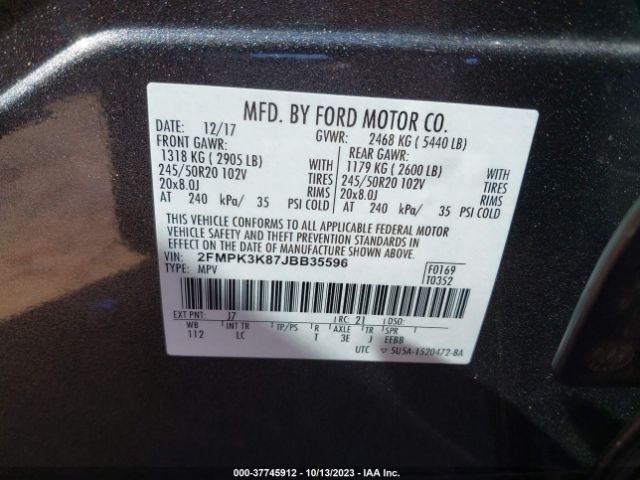 MFD. BY FORD MOTOR CO.
DATE: 12/17 GVWR: 2468 KG ( 5440 LB)
FRONT GAWR: REAR GAWR:
1318 KG ( 2905 LB) WITH 1179 KG ( 2600 LB) WITH
245/50R20 102V TIRES 245/50R20 102V TIRES
20x8.0J RIMS 20x8.0J RIMS
AT 240 kPa/ 35 PSI COLD AT 240 kPa/ 35 PSI COLD
THIS VEHICLE CONFORMS TO ALL APPLICABLE FEDERAL MOTOR
VEHICLE SAFETY AND BUMPER AND THEFT PREVENTION STANDARDS IN
EFFECT ON THE DATE OF MANUFACTURE SHOWN ABOVE.
VIN: 2FMPK3K87JBB35596
TYPE: MPV
F0169
T0352
EXT PNT: J7 RC: 21 DSO:
WB INT TR TP/PS R AXLE TR SPR
112 LC T 3E J EEBB
UTC 5U5A-1520472-BA
000-37745912 - 10/13/2023 - IAA Inc.